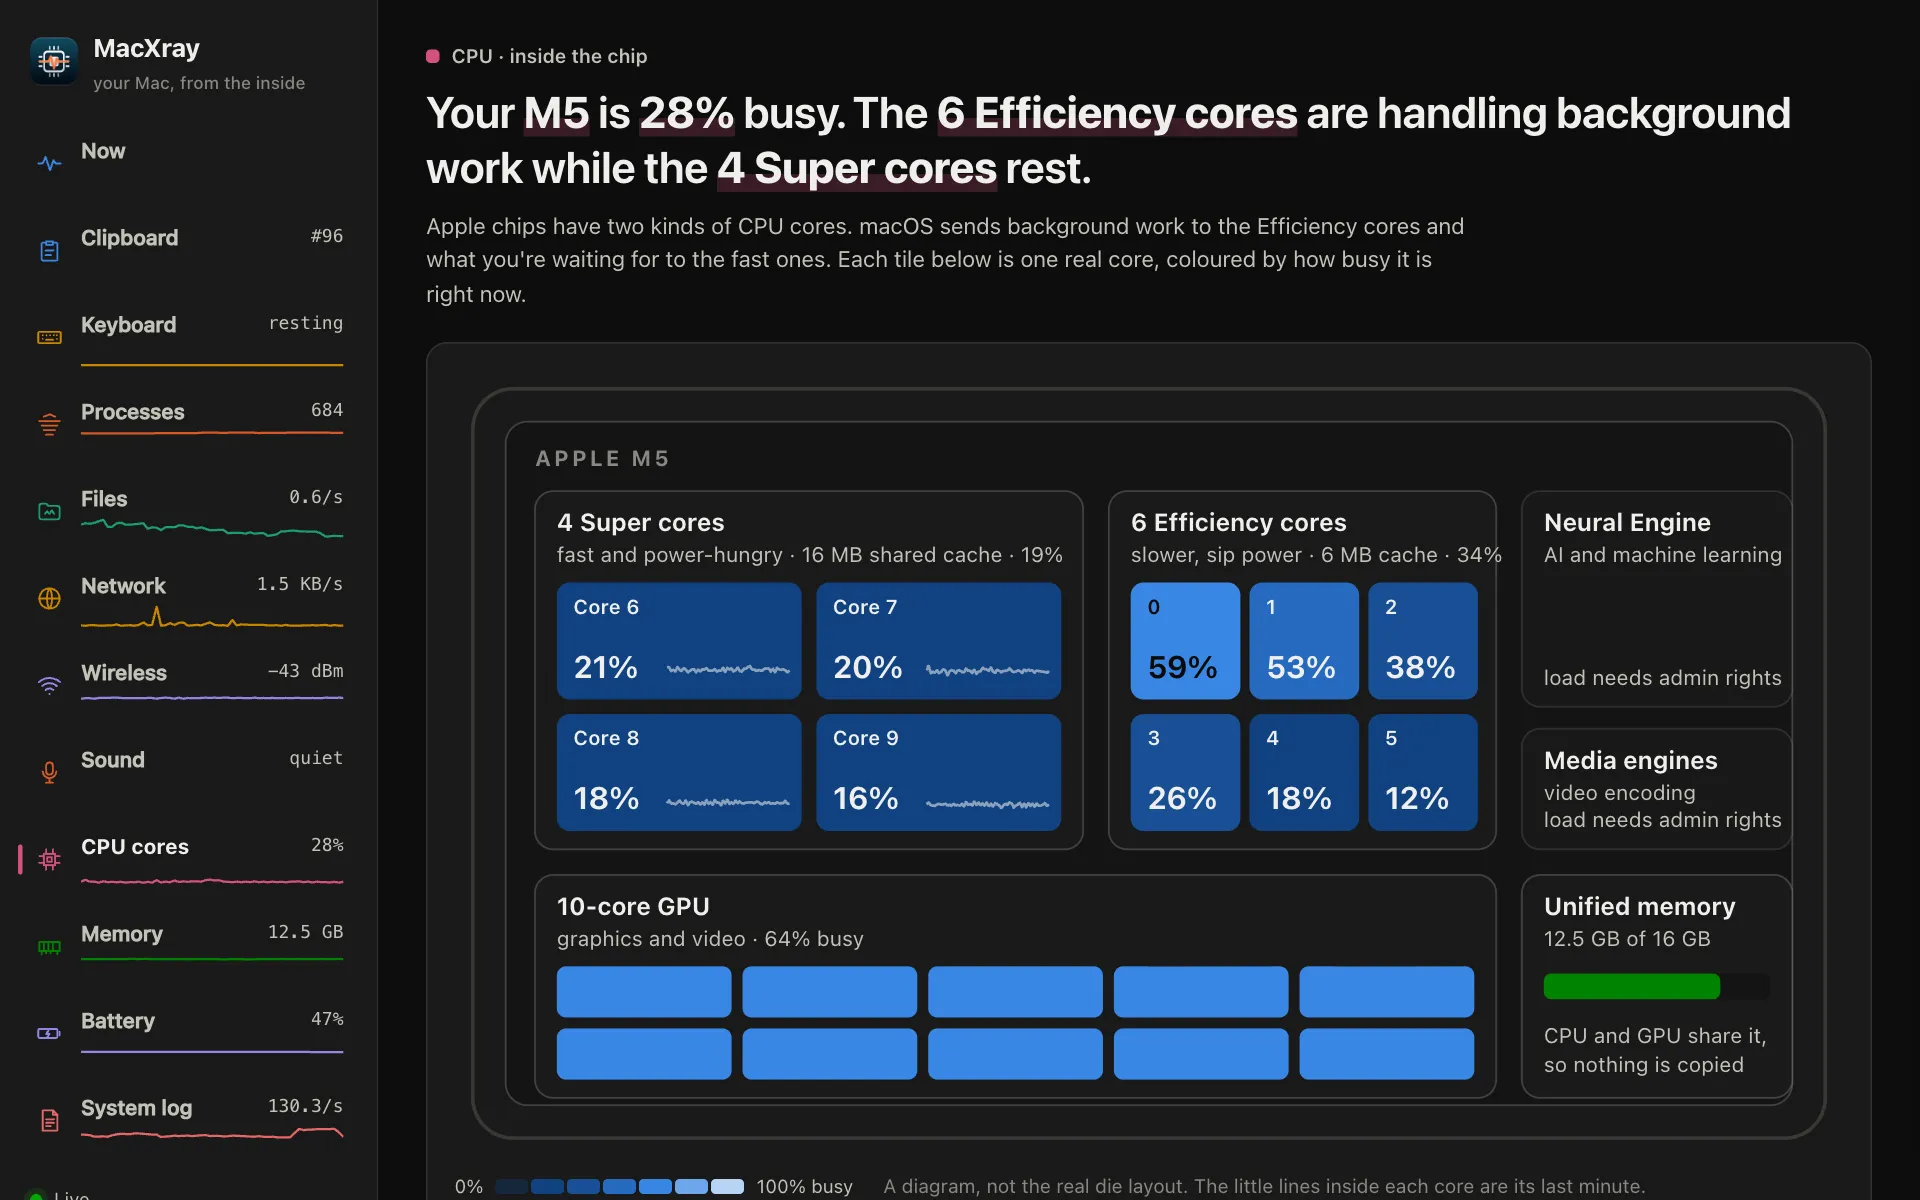 MacXray
your Mac, from the inside
Now
Clipboard #96
Keyboard resting
Processes 684
Files 0.6/s
Network 1.5 KB/s
Wireless −43 dBm
Sound quiet
CPU cores 28%
Memory 12.5 GB
Battery 47%
System log 130.3/s
Live
CPU · inside the chip
Your M5 is 28% busy. The 6 Efficiency cores are handling background
work while the 4 Super cores rest.
Apple chips have two kinds of CPU cores. macOS sends background work to the Efficiency cores and
what you're waiting for to the fast ones. Each tile below is one real core, coloured by how busy it is
right now.
APPLE M5
4 Super cores
fast and power-hungry · 16 MB shared cache · 19%
Core 6
21%
Core 7
20%
Core 8
18%
Core 9
16%
6 Efficiency cores
slower, sip power · 6 MB cache · 34%
0
59%
1
53%
2
38%
3
26%
4
18%
5
12%
Neural Engine
AI and machine learning
load needs admin rights
Media engines
video encoding
load needs admin rights
10-core GPU
graphics and video · 64% busy
Unified memory
12.5 GB of 16 GB
CPU and GPU share it,
so nothing is copied
0% 100% busy A diagram, not the real die layout. The little lines inside each core are its last minute.